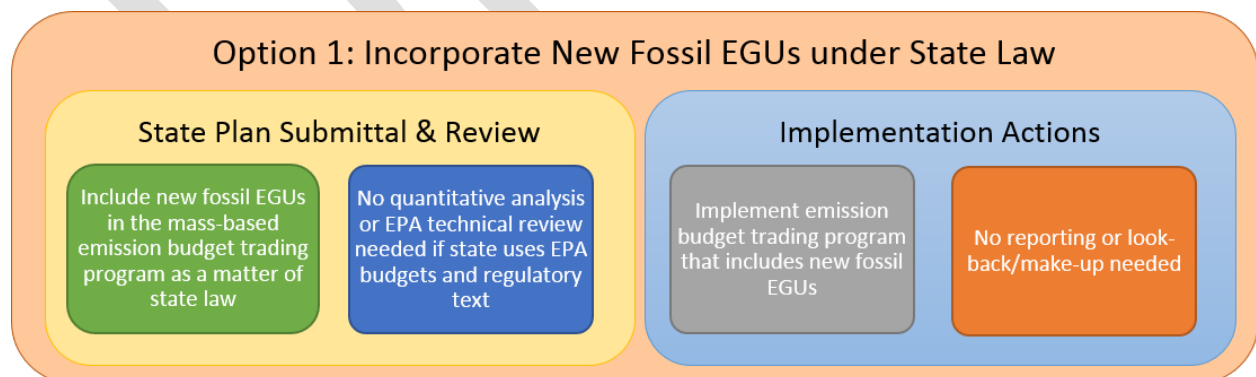 Option 1: Incorporate New Fossil EGUs under State Law
State Plan Submittal & Review
Include new fossil EGUs
in the mass-based
emission budget trading
program as a matter of
state law
No quantitative analysis
or EPA technical review
needed if state uses EPA
budgets and regulatory
text
Implementation Actions
Implement emission
budget trading program
that includes new fossil
EGUs
No reporting or look-
back/make-up needed